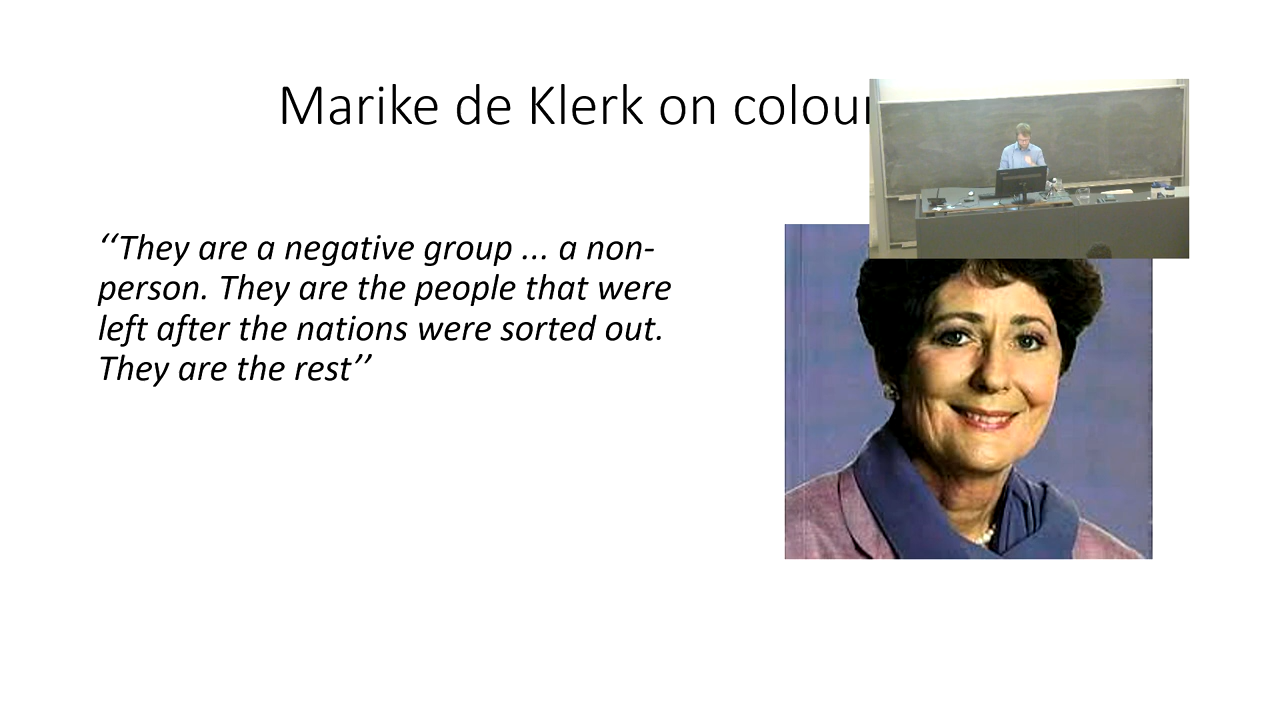 Marike de Klerk on colour
‘‘They are a negative group ... a non-
person. They are the people that were
left after the nations were sorted out.
They are the rest’’